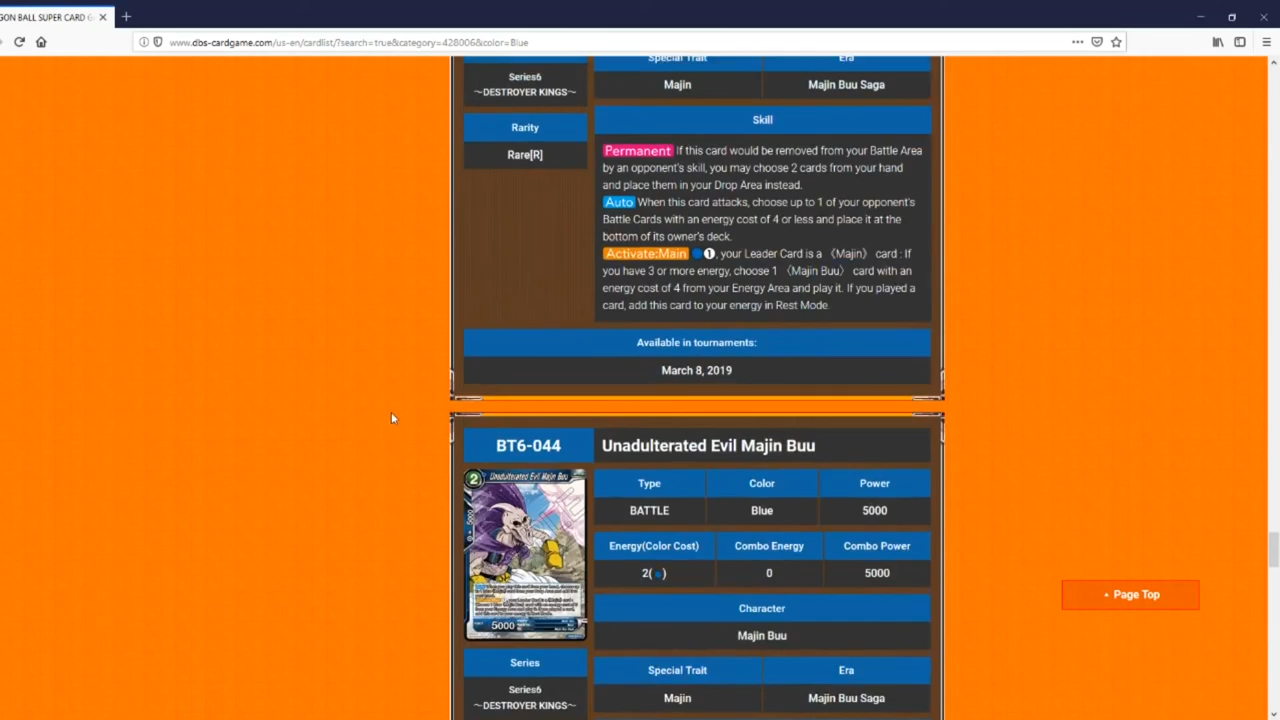 GON BALL SUPER CARD G
www.dbs-cardgame.com/us-en/cardlist/?search=true&category=428006&color=Blue
Special Trait
Era
Series6
～DESTROYER KINGS～
Majin
Majin Buu Saga
Rarity
Rare[R]
Skill
Permanent If this card would be removed from your Battle Area
by an opponent's skill, you may choose 2 cards from your hand
and place them in your Drop Area instead.
Auto When this card attacks, choose up to 1 of your opponent's
Battle Cards with an energy cost of 4 or less and place it at the
bottom of its owner's deck.
Activate:Main 1, your Leader Card is a 《Majin》 card : If
you have 3 or more energy, choose 1 《Majin Buu》 card with an
energy cost of 4 from your Energy Area and play it. If you played a
card, add this card to your energy in Rest Mode.
Available in tournaments:
March 8, 2019
BT6-044
Unadulterated Evil Majin Buu
2
Unadulterated Evil Majin Buu
5000
Type
Color
Power
BATTLE
Blue
5000
Energy(Color Cost)
Combo Energy
Combo Power
2( )
0
5000
Character
Majin Buu
Series
Series6
～DESTROYER KINGS～
Special Trait
Era
Majin
Majin Buu Saga
Page Top